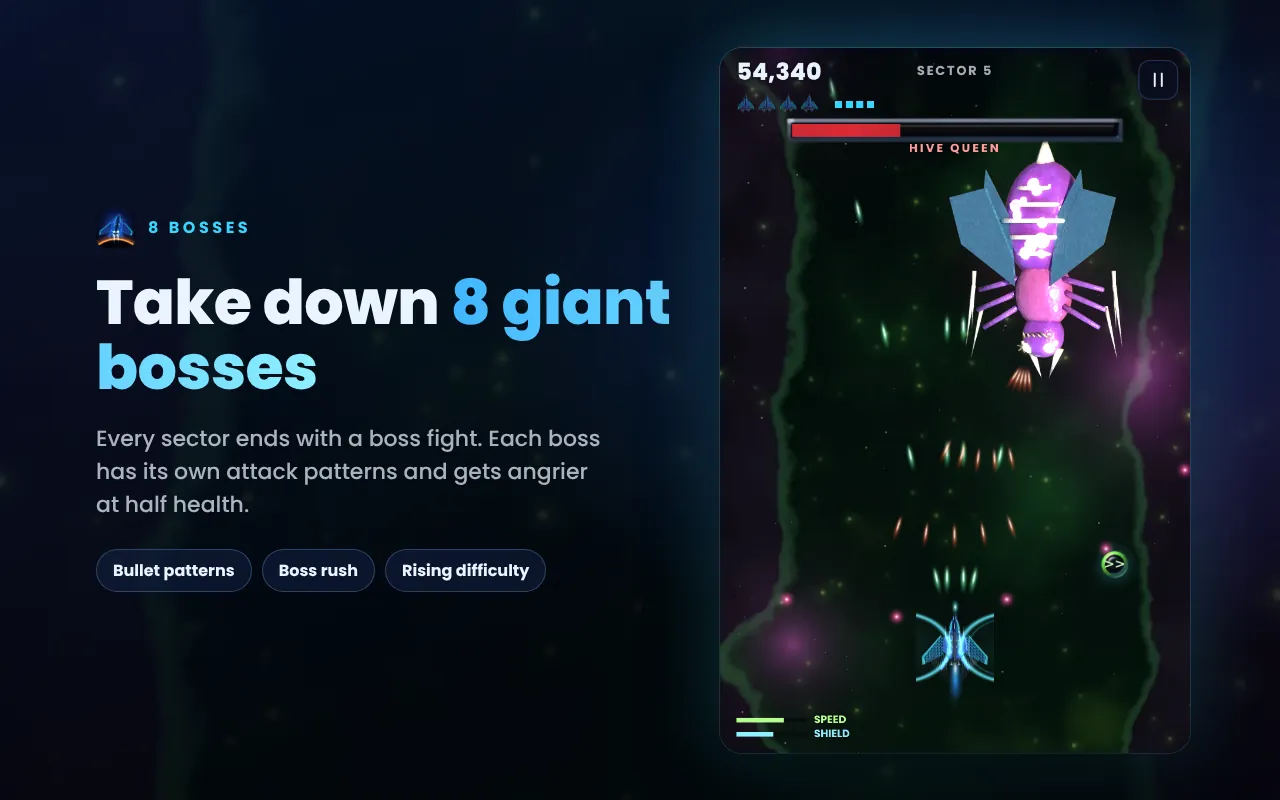 8 BOSSES
Take down 8 giant
bosses
Every sector ends with a boss fight. Each boss
has its own attack patterns and gets angrier
at half health.
Bullet patterns
Boss rush
Rising difficulty
54,340
SECTOR 5
HIVE QUEEN
>>
SPEED
SHIELD